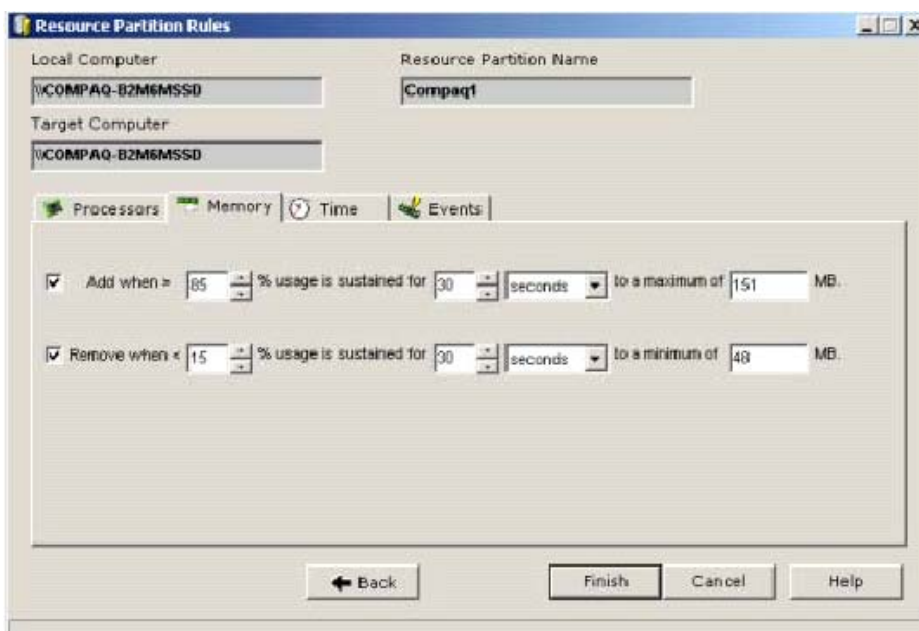 Resource Partition Rules
Local Computer
Resource Partition Name
\\COMPAQ-B2M6MSSD
Compaq1
Target Computer
\\COMPAQ-B2M6MSSD
Processors Memory Time Events
Add when > 85 % usage is sustained for 30 seconds to a maximum of 151 MB.
Remove when < 15 % usage is sustained for 30 seconds to a minimum of 48 MB.
Back Finish Cancel Help